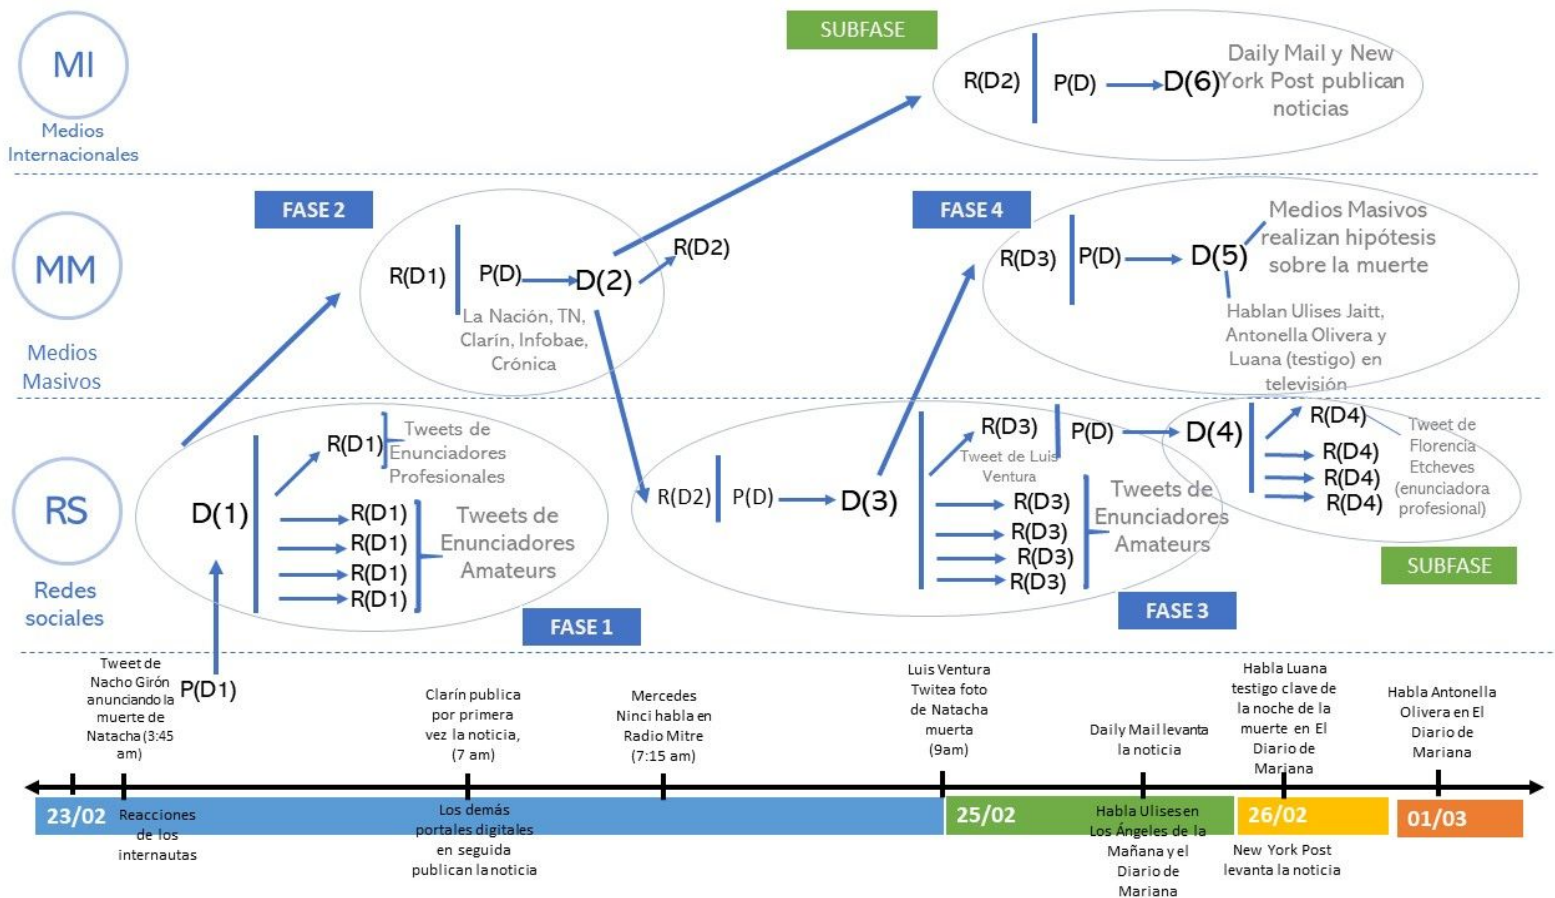 SUBFASE
MI
Medios
Internacionales
R(D2)
P(D)
D(6)
Daily Mail y New
York Post publican
noticias
FASE 2
MM
Medios
Masivos
R(D1)
P(D)
D(2)
R(D2)
La Nación, TN,
Clarín, Infobae,
Crónica
FASE 4
R(D3)
P(D)
D(5)
Medios Masivos
realizan hipótesis
sobre la muerte
Hablan Ulises Jaitt,
Antonella Olivera y
Luana (testigo) en
televisión
RS
Redes
sociales
D(1)
R(D1)
Tweets de
Enunciadores
Profesionales
R(D1)
R(D1)
R(D1)
R(D1)
Tweets de
Enunciadores
Amateurs
P(D1)
FASE 1
R(D2)
P(D)
D(3)
R(D3)
Tweet de Luis
Ventura
R(D3)
R(D3)
R(D3)
R(D3)
Tweets de
Enunciadores
Amateurs
FASE 3
P(D)
D(4)
R(D4)
R(D4)
R(D4)
R(D4)
Tweet de
Florencia
Etcheves
(enunciadora
profesional)
SUBFASE
Tweet de
Nacho Girón
anunciando la
muerte de
Natacha (3:45
am)
Clarín publica
por primera
vez la noticia,
(7 am)
Mercedes
Ninci habla en
Radio Mitre
(7:15 am)
Luis Ventura
Twitea foto
de Natacha
muerta
(9am)
Daily Mail levanta
la noticia
Habla Luana
testigo clave de
la noche de la
muerte en El
Diario de
Mariana
Habla Antonella
Olivera en El
Diario de
Mariana
23/02
Reacciones
de los
internautas
Los demás
portales digitales
en seguida
publican la noticia
25/02
Habla Ulises en
Los Ángeles de la
Mañana y el
Diario de
Mariana
26/02
New York Post
levanta la noticia
01/03